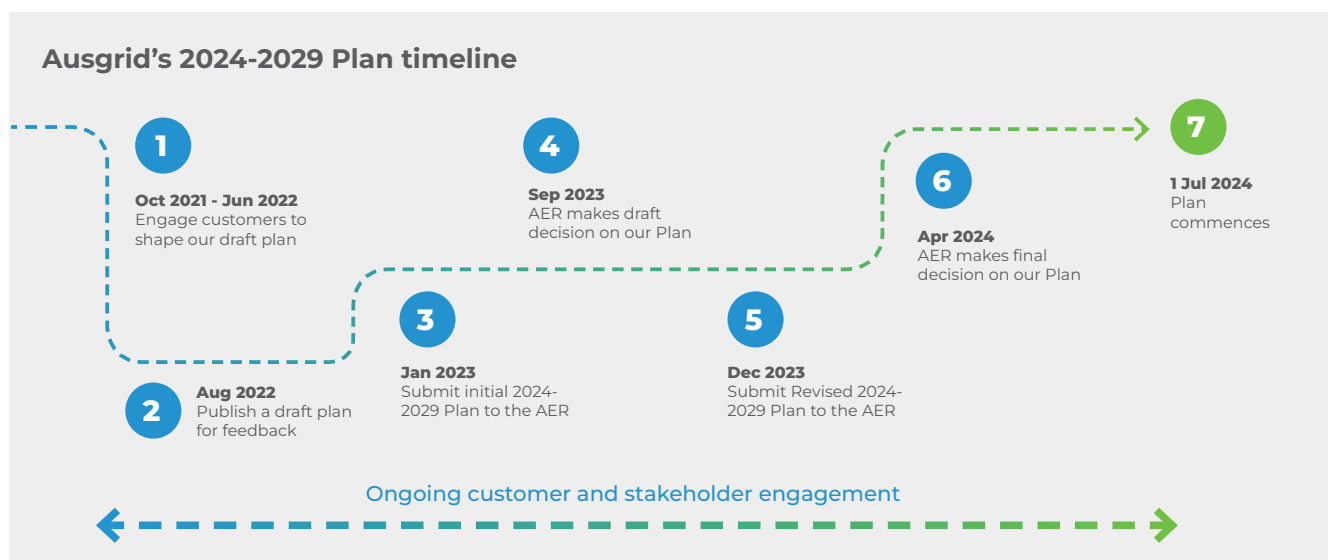 Ausgrid’s 2024-2029 Plan timeline
1
Oct 2021 - Jun 2022
Engage customers to
shape our draft plan
2
Aug 2022
Publish a draft plan
for feedback
3
Jan 2023
Submit initial 2024-
2029 Plan to the AER
4
Sep 2023
AER makes draft
decision on our Plan
5
Dec 2023
Submit Revised 2024-
2029 Plan to the AER
6
Apr 2024
AER makes final
decision on our Plan
7
1 Jul 2024
Plan
commences
Ongoing customer and stakeholder engagement